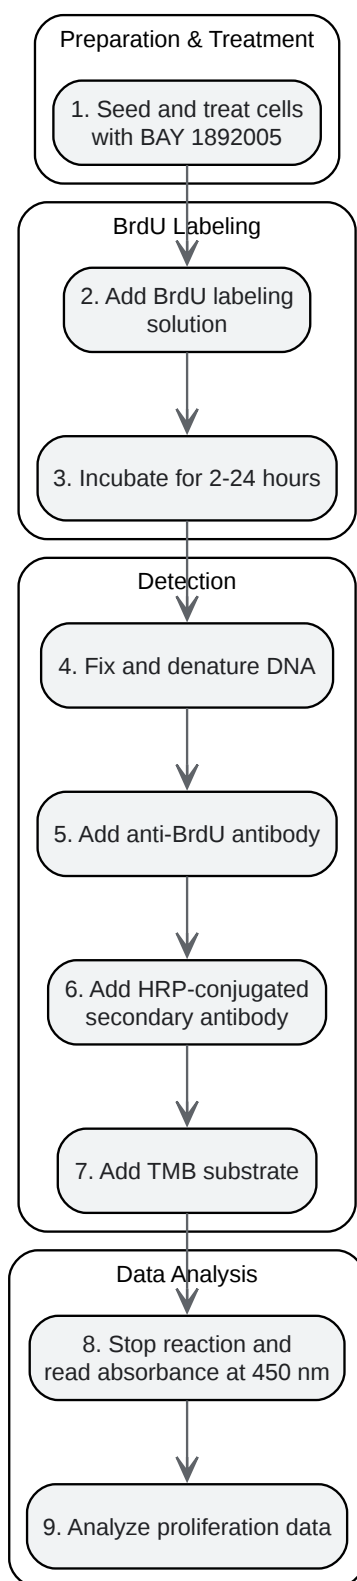 Preparation & Treatment
1. Seed and treat cells
with BAY 1892005
BrdU Labeling
2. Add BrdU labeling
solution
3. Incubate for 2-24 hours
Detection
4. Fix and denature DNA
5. Add anti-BrdU antibody
6. Add HRP-conjugated
secondary antibody
7. Add TMB substrate
Data Analysis
8. Stop reaction and
read absorbance at 450 nm
9. Analyze proliferation data